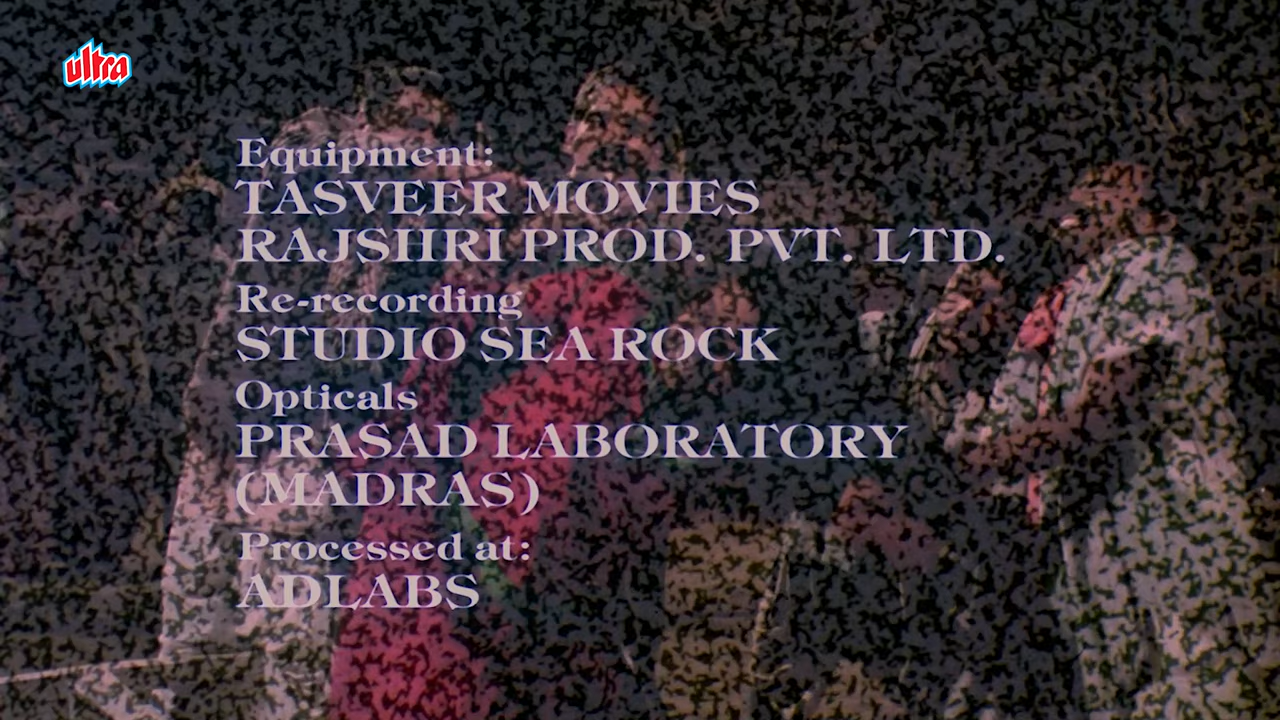 ultra
Equipment:
TASVEER MOVIES
RAJSHRI PROD. PVT. LTD.
Re-recording
STUDIO SEA ROCK
Opticals
PRASAD LABORATORY
(MADRAS)
Processed at:
ADLABS